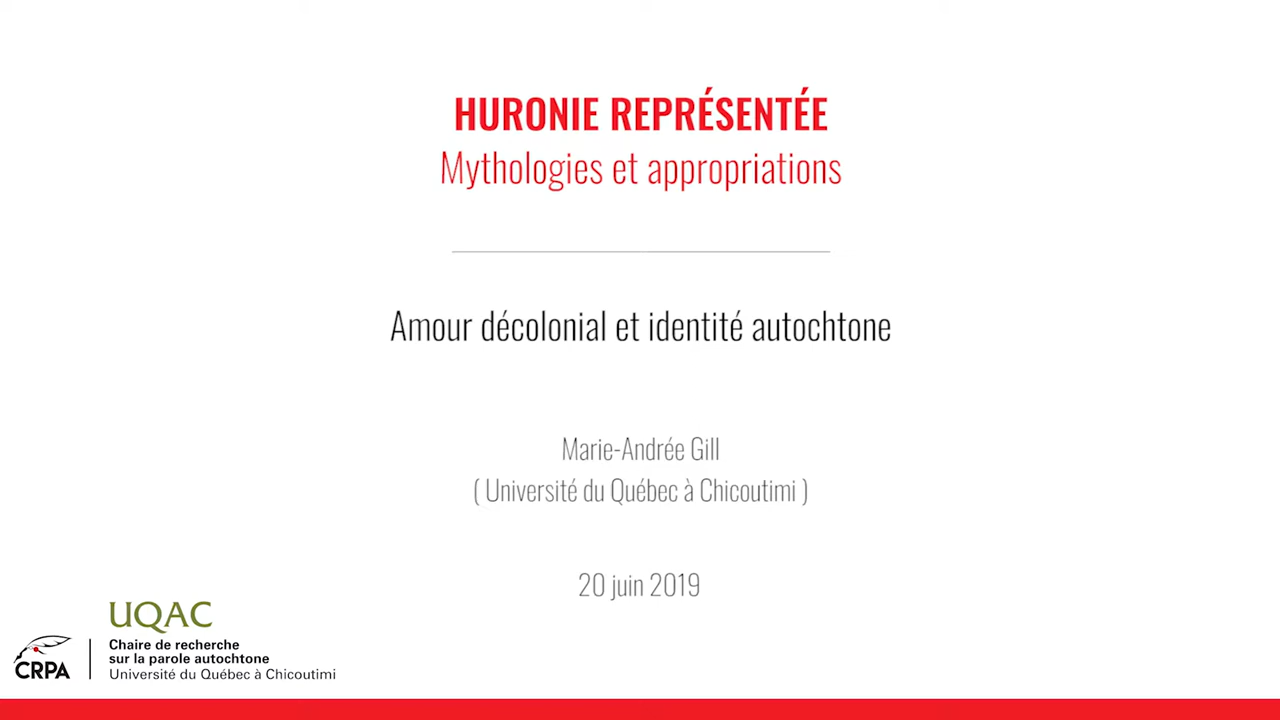 HURONIE REPRÉSENTÉE
Mythologies et appropriations
Amour décolonial et identité autochtone
Marie-Andrée Gill
( Université du Québec à Chicoutimi )
20 juin 2019
UQAC
CRPA
Chaire de recherche
sur la parole autochtone
Université du Québec à Chicoutimi